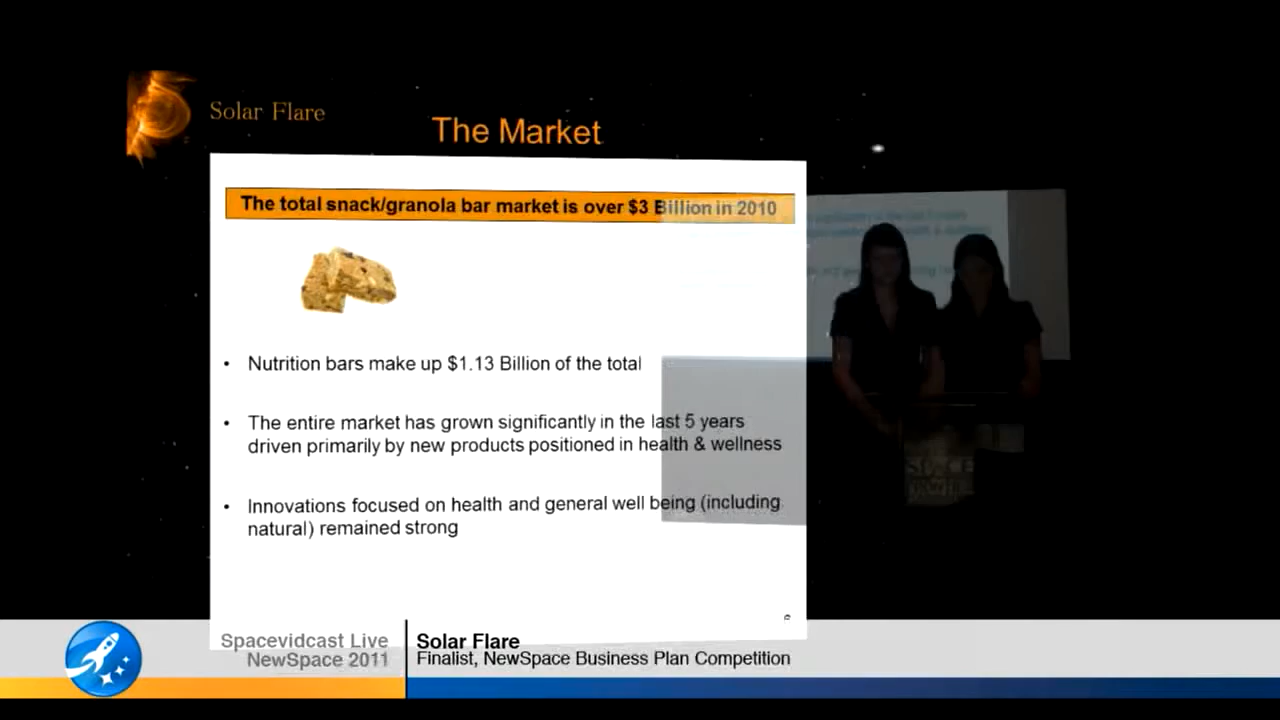 Solar Flare
The Market
The total snack/granola bar market is over $3 Billion in 2010
• Nutrition bars make up $1.13 Billion of the total
• The entire market has grown significantly in the last 5 years
driven primarily by new products positioned in health & wellness
• Innovations focused on health and general well being (including
natural) remained strong
Spacevidcast Live
NewSpace 2011
Solar Flare
Finalist, NewSpace Business Plan Competition